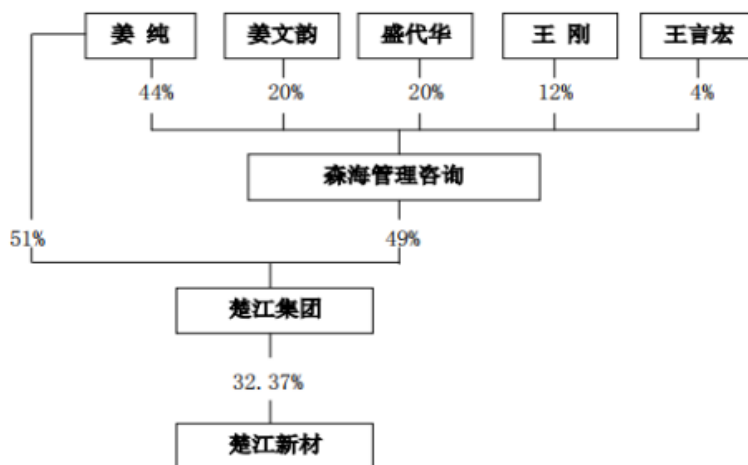 姜 纯 姜文韵 盛代华 王 刚 王言宏
44% 20% 20% 12% 4%
森海管理咨询
51% 49%
楚江集团
32.37%
楚江新材